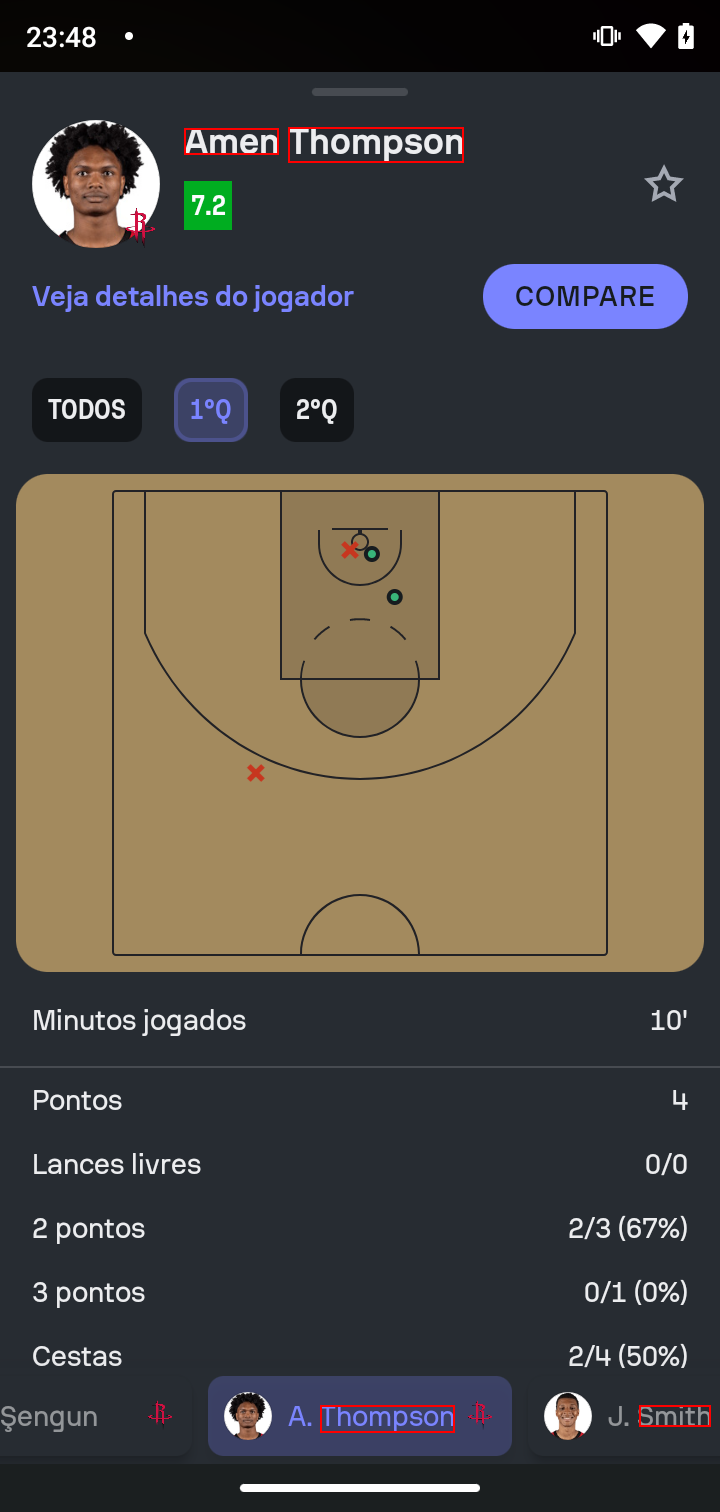 23:48
Amen Thompson
7.2
Veja detalhes do jogador
COMPARE
TODOS
1°Q
2°Q
Minutos jogados 10'
Pontos 4
Lances livres 0/0
2 pontos 2/3 (67%)
3 pontos 0/1 (0%)
Cestas 2/4 (50%)
Şengun
A. Thompson
J. Smith